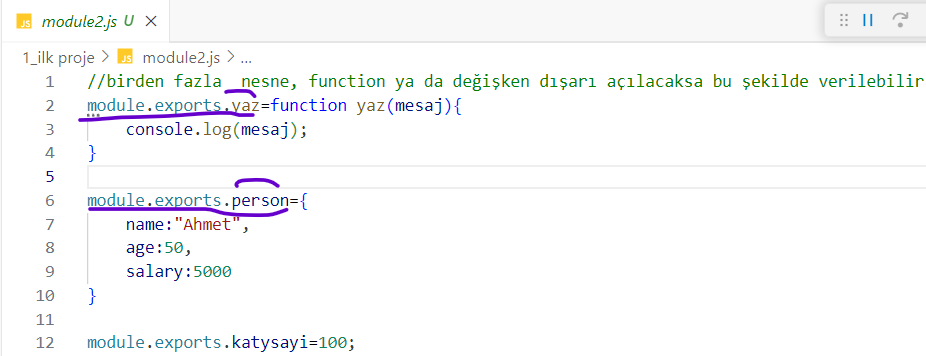 JS module2.js U ×
1_ilk proje > JS module2.js > ...
1 //birden fazla  nesne, function ya da değişken dışarı açılacaksa bu şekilde verilebilir
2 module.exports.yaz=function yaz(mesaj){
3 console.log(mesaj);
4 }
5
6 module.exports.person={
7 name:"Ahmet",
8 age:50,
9 salary:5000
10 }
11
12 module.exports.katysayi=100;